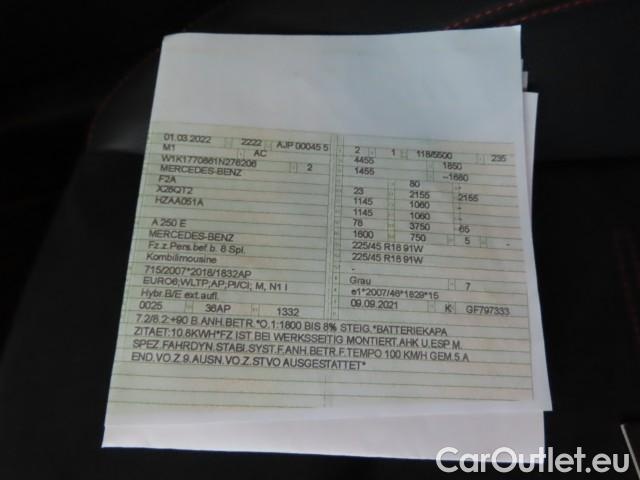 01.03.2022 2222 AJP 00045 5
M1 AC
W1K1770861N276206 2
MERCEDES-BENZ
F2A
X28QT2
HZAA051A
A 250 E
MERCEDES-BENZ
Fz.z.Pers.bef.b. 8 Spl.
Kombilimousine
715/2007*2018/1832AP
EURO6;WLTP;AP;PI/CI; M, N1 I
Hybr.B/E ext.aufl.
0025 36AP 1332
2 1 118/5500 235
4455 1850
1455 --1680
80
23 2155 2155
1145 1060
1145 1060
78 3750 65
1600 750 5 -
225/45 R18 91W
225/45 R18 91W
-
Grau 7
e1*2007/46*1829*15
09.09.2021 K GF797333
7.2/8.2:+90 B.ANH.BETR.*O.1:1800 BIS 8% STEIG.*BATTERIEKAPA
ZITAET:10.8KWH*FZ IST BEI WERKSSEITIG MONTIERT.AHK U.ESP M.
SPEZ.FAHRDYN.STABI.SYST.F.ANH.BETR.F.TEMPO 100 KM/H GEM.5 A
END.VO.Z.9.AUSN.VO.Z.STVO AUSGESTATTET*
CarOutlet.eu